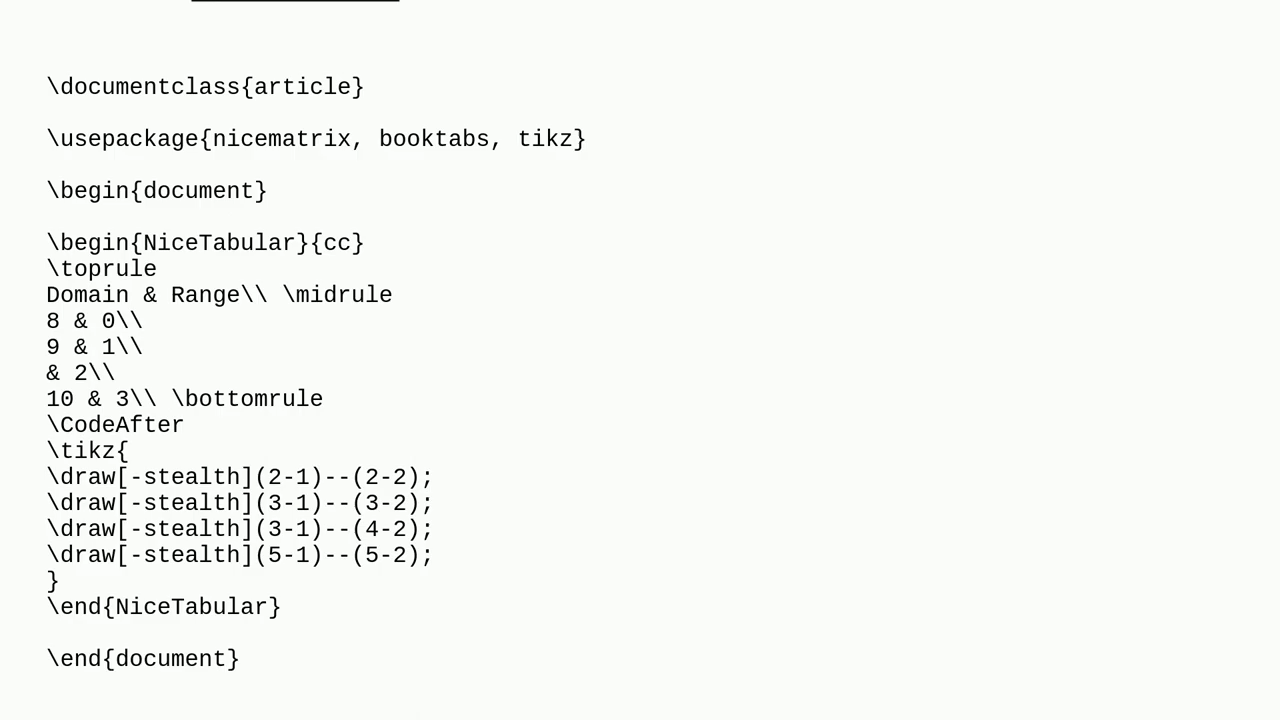 \documentclass{article}
\usepackage{nicematrix, booktabs, tikz}
\begin{document}
\begin{NiceTabular}{cc}
\toprule
Domain & Range\\ \midrule
8 & 0\\
9 & 1\\
& 2\\
10 & 3\\ \bottomrule
\CodeAfter
\tikz{
\draw[-stealth](2-1)--(2-2);
\draw[-stealth](3-1)--(3-2);
\draw[-stealth](3-1)--(4-2);
\draw[-stealth](5-1)--(5-2);
}
\end{NiceTabular}
\end{document}